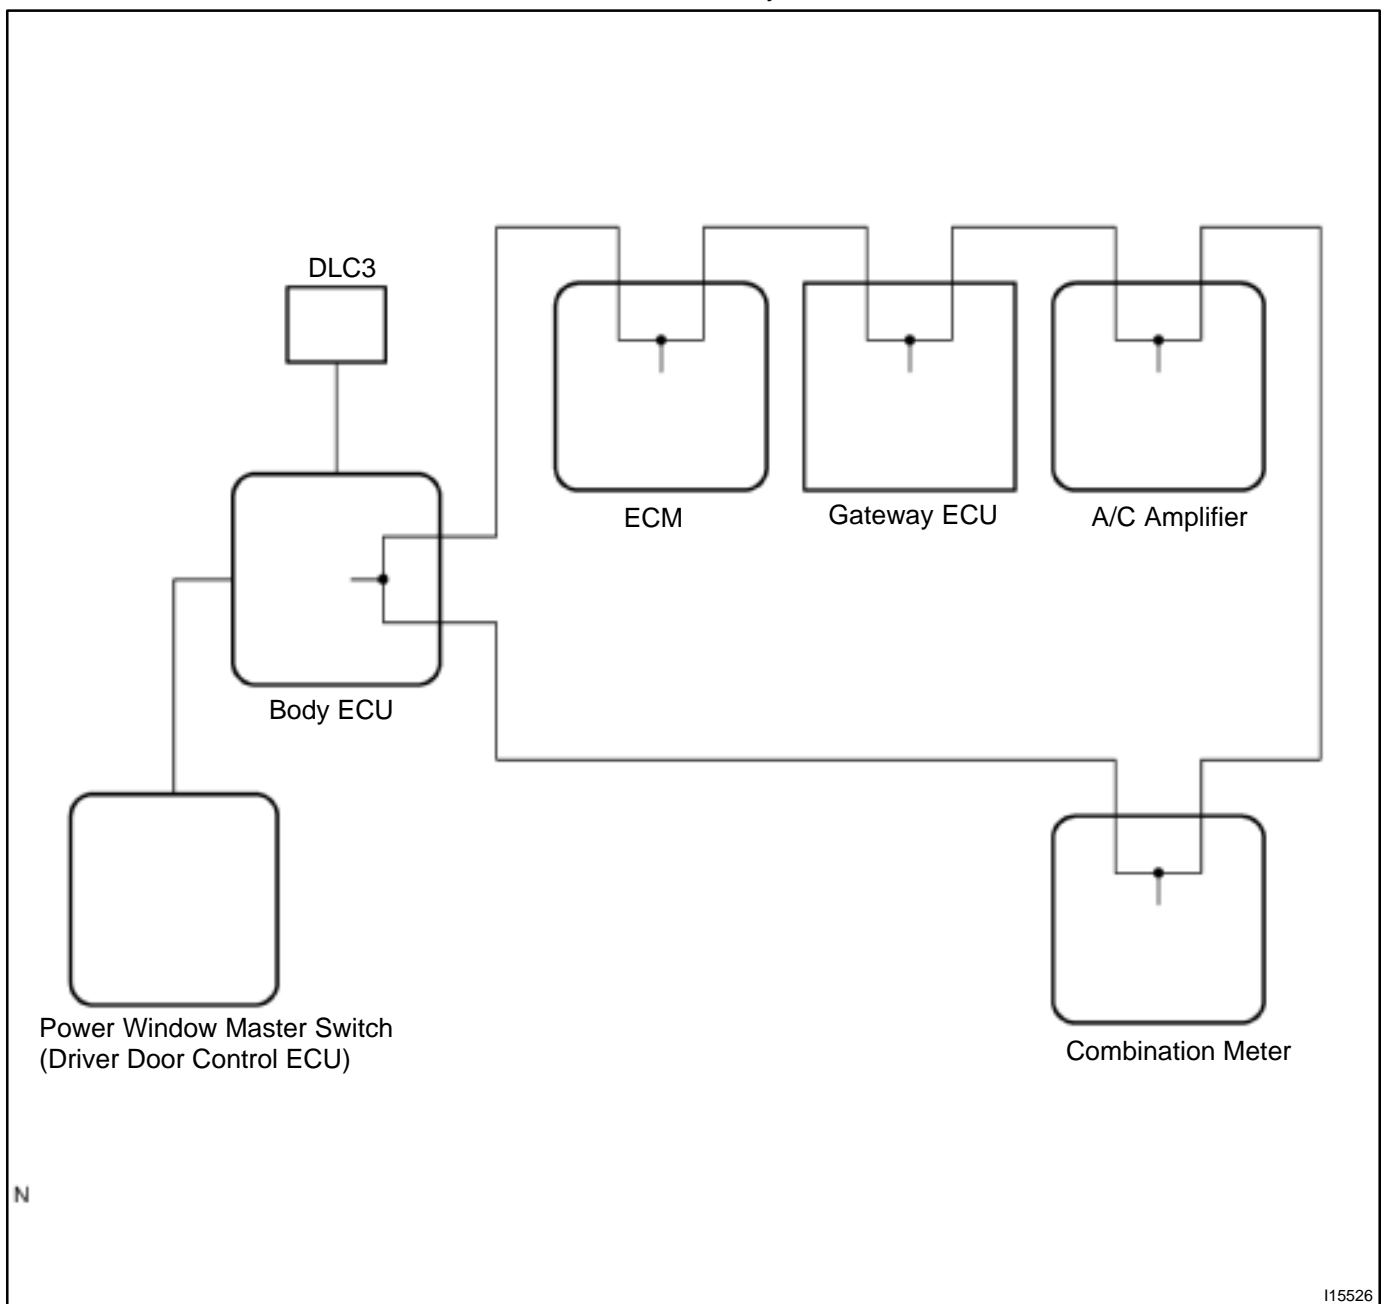 DLC3
ECM
Gateway ECU
A/C Amplifier
Body ECU
Power Window Master Switch
(Driver Door Control ECU)
Combination Meter
N
I15526